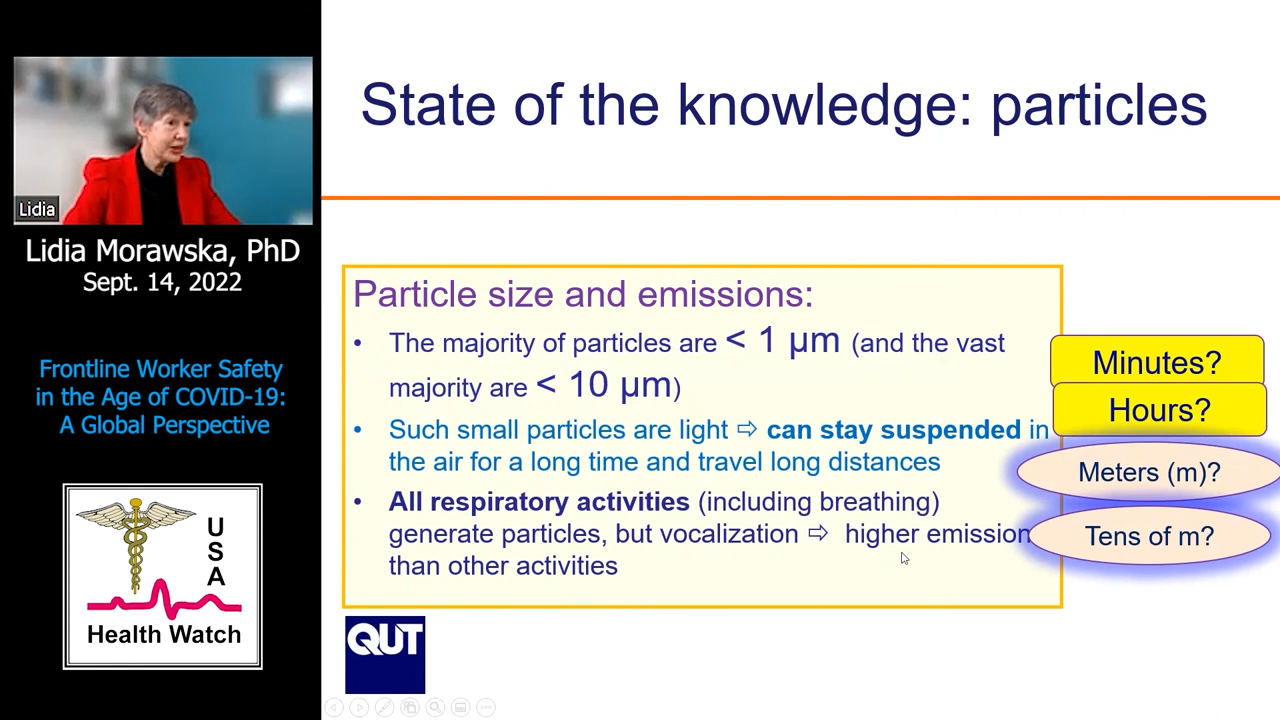 State of the knowledge: particles
Lidia
Lidia Morawska, PhD
Sept. 14, 2022
Frontline Worker Safety
in the Age of COVID-19:
A Global Perspective
U
S
A
Health Watch
Particle size and emissions:
• The majority of particles are < 1 µm (and the vast
majority are < 10 µm)
• Such small particles are light ⇨ can stay suspended in
the air for a long time and travel long distances
• All respiratory activities (including breathing)
generate particles, but vocalization ⇨ higher emission
than other activities
Minutes?
Hours?
Meters (m)?
Tens of m?
QUT